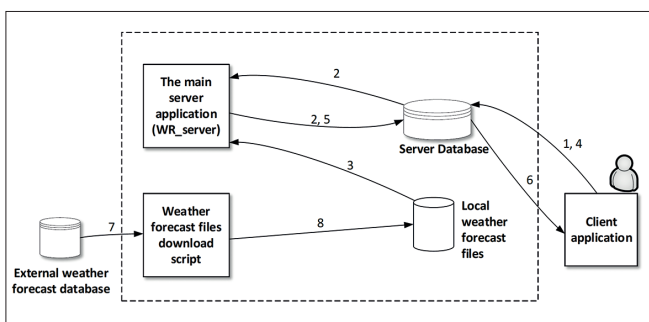 2
The main
server
application
(WR_server)
2, 5
Server Database
1, 4
3
6
Weather
forecast files
download
script
7
8
Local
weather
forecast
files
Client
application
External weather
forecast database